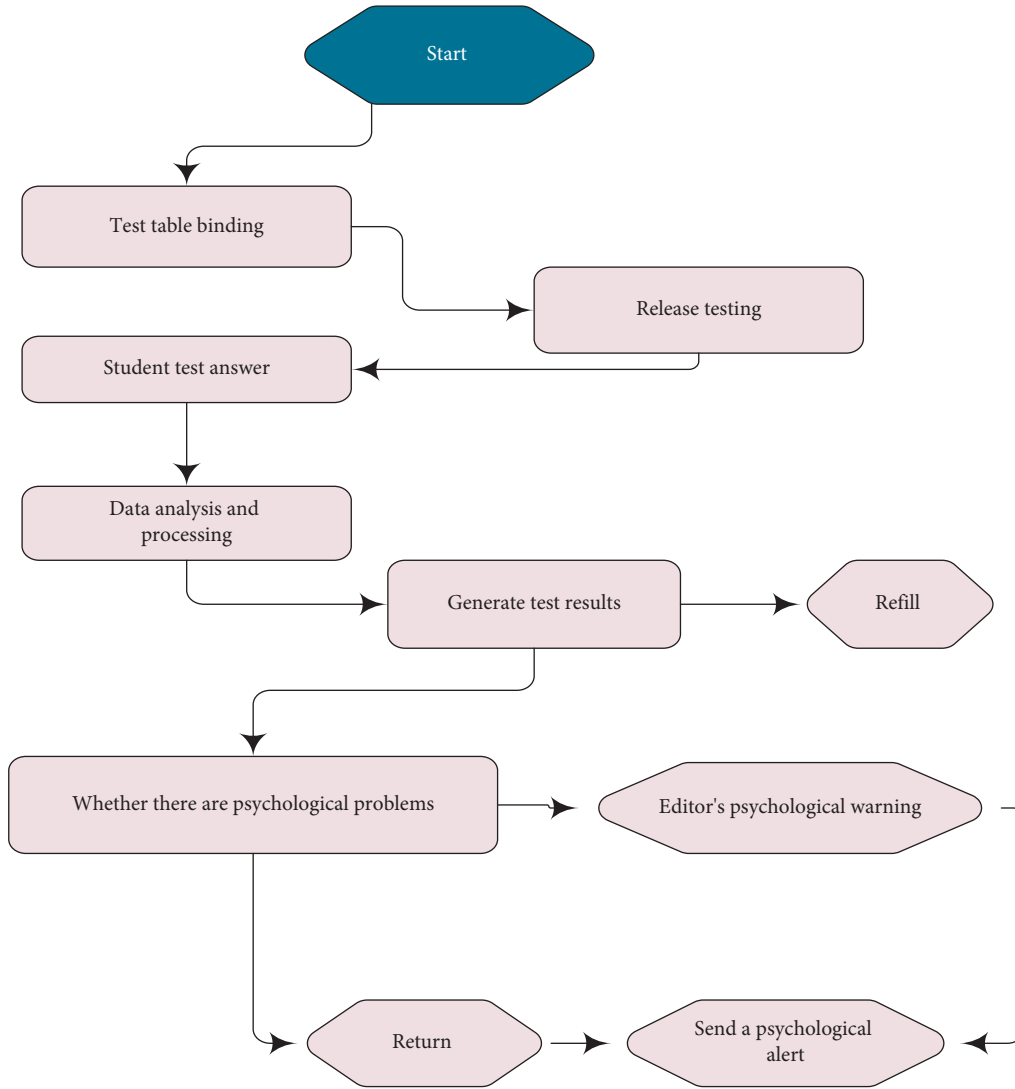 Start
Test table binding
Release testing
Student test answer
Data analysis and
processing
Generate test results
Refill
Whether there are psychological problems
Editor's psychological warning
Return
Send a psychological
alert